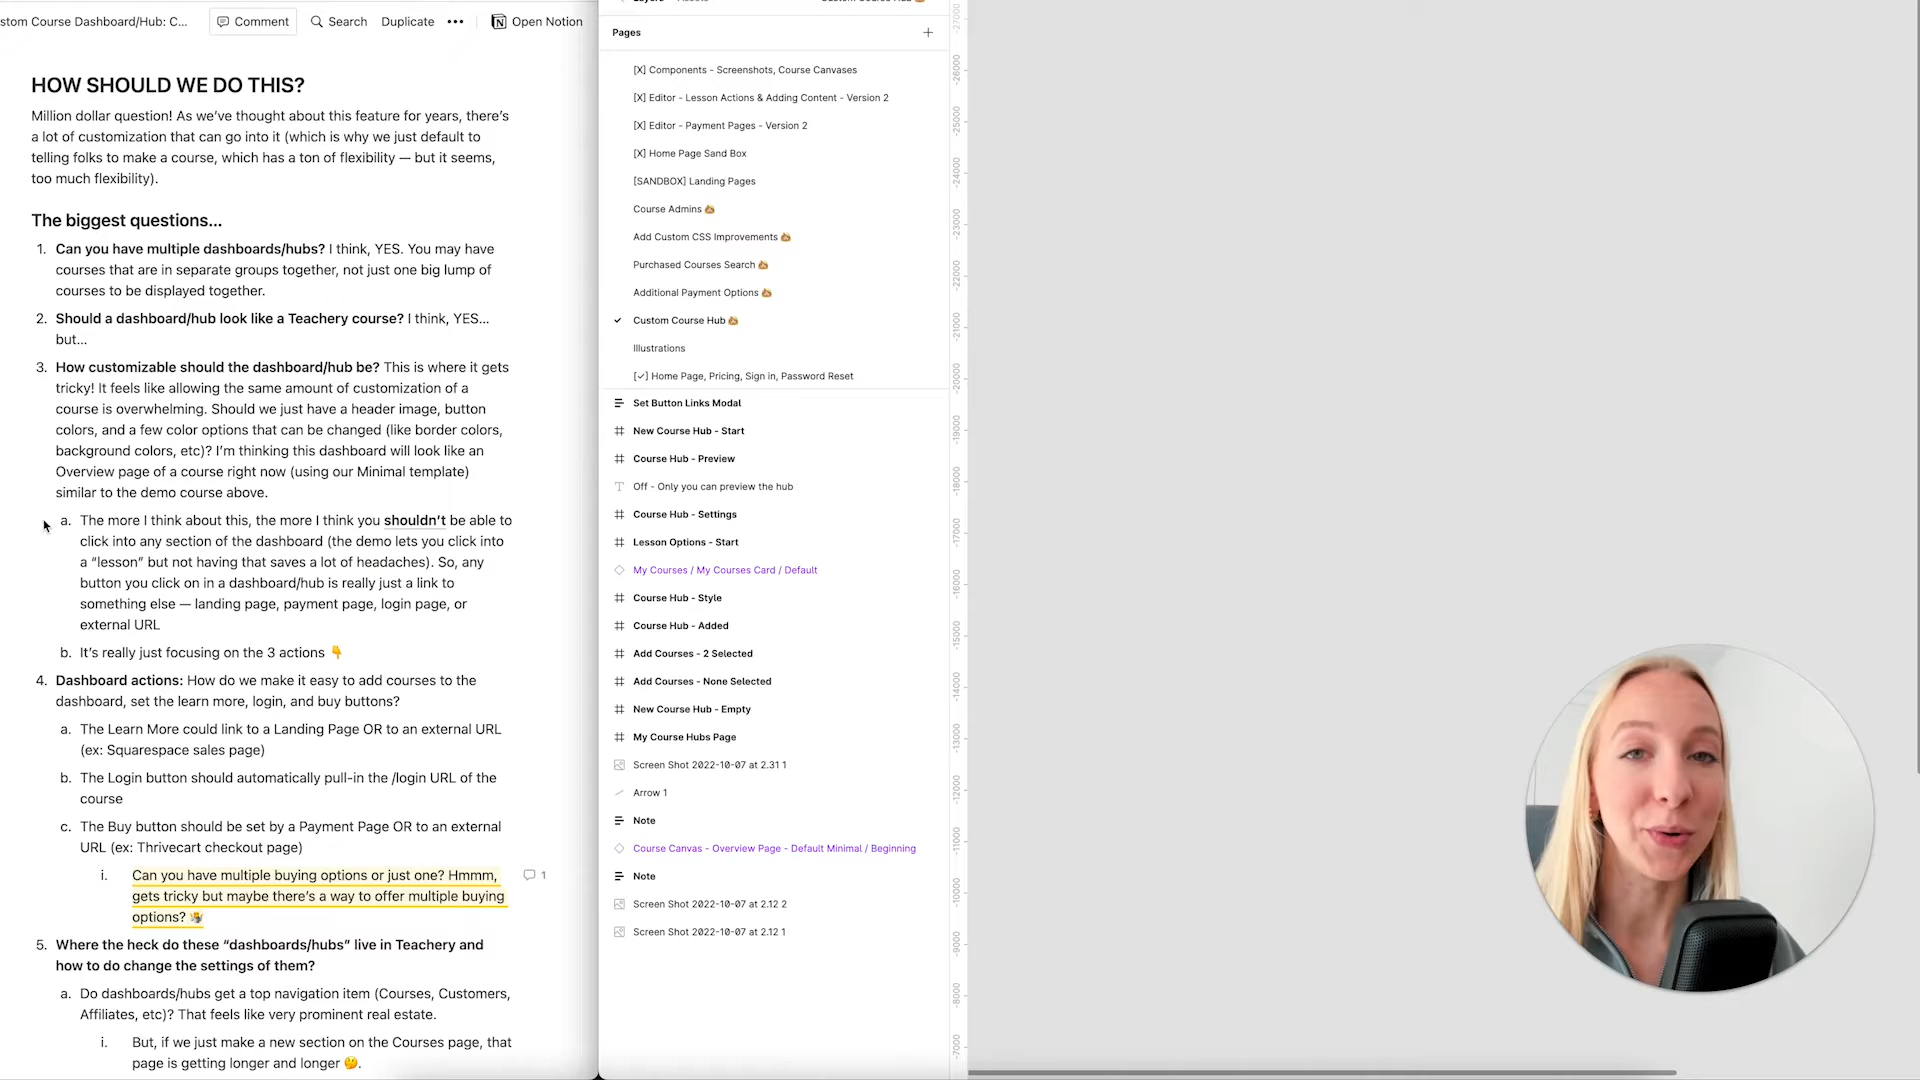 stom Course Dashboard/Hub: C...
Comment
Search
Duplicate
Open Notion
HOW SHOULD WE DO THIS?
Million dollar question! As we've thought about this feature for years, there's
a lot of customization that can go into it (which is why we just default to
telling folks to make a course, which has a ton of flexibility — but it seems,
too much flexibility).
The biggest questions...
1. Can you have multiple dashboards/hubs? I think, YES. You may have
courses that are in separate groups together, not just one big lump of
courses to be displayed together.
2. Should a dashboard/hub look like a Teachery course? I think, YES...
but...
3. How customizable should the dashboard/hub be? This is where it gets
tricky! It feels like allowing the same amount of customization of a
course is overwhelming. Should we just have a header image, button
colors, and a few color options that can be changed (like border colors,
background colors, etc)? I'm thinking this dashboard will look like an
Overview page of a course right now (using our Minimal template)
similar to the demo course above.
a. The more I think about this, the more I think you shouldn't be able to
click into any section of the dashboard (the demo lets you click into
a "lesson" but not having that saves a lot of headaches). So, any
button you click on in a dashboard/hub is really just a link to
something else — landing page, payment page, login page, or
external URL
b. It's really just focusing on the 3 actions 👇
4. Dashboard actions: How do we make it easy to add courses to the
dashboard, set the learn more, login, and buy buttons?
a. The Learn More could link to a Landing Page OR to an external URL
(ex: Squarespace sales page)
b. The Login button should automatically pull-in the /login URL of the
course
c. The Buy button should be set by a Payment Page OR to an external
URL (ex: Thrivecart checkout page)
i. Can you have multiple buying options or just one? Hmmm,
gets tricky but maybe there's a way to offer multiple buying
options?
1
5. Where the heck do these "dashboards/hubs" live in Teachery and
how to do change the settings of them?
a. Do dashboards/hubs get a top navigation item (Courses, Customers,
Affiliates, etc)? That feels like very prominent real estate.
i. But, if we just make a new section on the Courses page, that
page is getting longer and longer 🤔.
Pages
[X] Components - Screenshots, Course Canvases
[X] Editor - Lesson Actions & Adding Content - Version 2
[X] Editor - Payment Pages - Version 2
[X] Home Page Sand Box
[SANDBOX] Landing Pages
Course Admins
Add Custom CSS Improvements
Purchased Courses Search
Additional Payment Options
Custom Course Hub
Illustrations
[✓] Home Page, Pricing, Sign in, Password Reset
Set Button Links Modal
New Course Hub - Start
Course Hub - Preview
Off - Only you can preview the hub
Course Hub - Settings
Lesson Options - Start
My Courses / My Courses Card / Default
Course Hub - Style
Course Hub - Added
Add Courses - 2 Selected
Add Courses - None Selected
New Course Hub - Empty
My Course Hubs Page
Screen Shot 2022-10-07 at 2.31 1
Arrow 1
Note
Course Canvas - Overview Page - Default Minimal / Beginning
Note
Screen Shot 2022-10-07 at 2.12 2
Screen Shot 2022-10-07 at 2.12 1
-27000
-26000
-25000
-24000
-23000
-22000
-21000
-20000
-19000
-18000
-17000
-16000
-15000
-14000
-13000
-12000
-11000
-10000
-9000
-8000
-7000